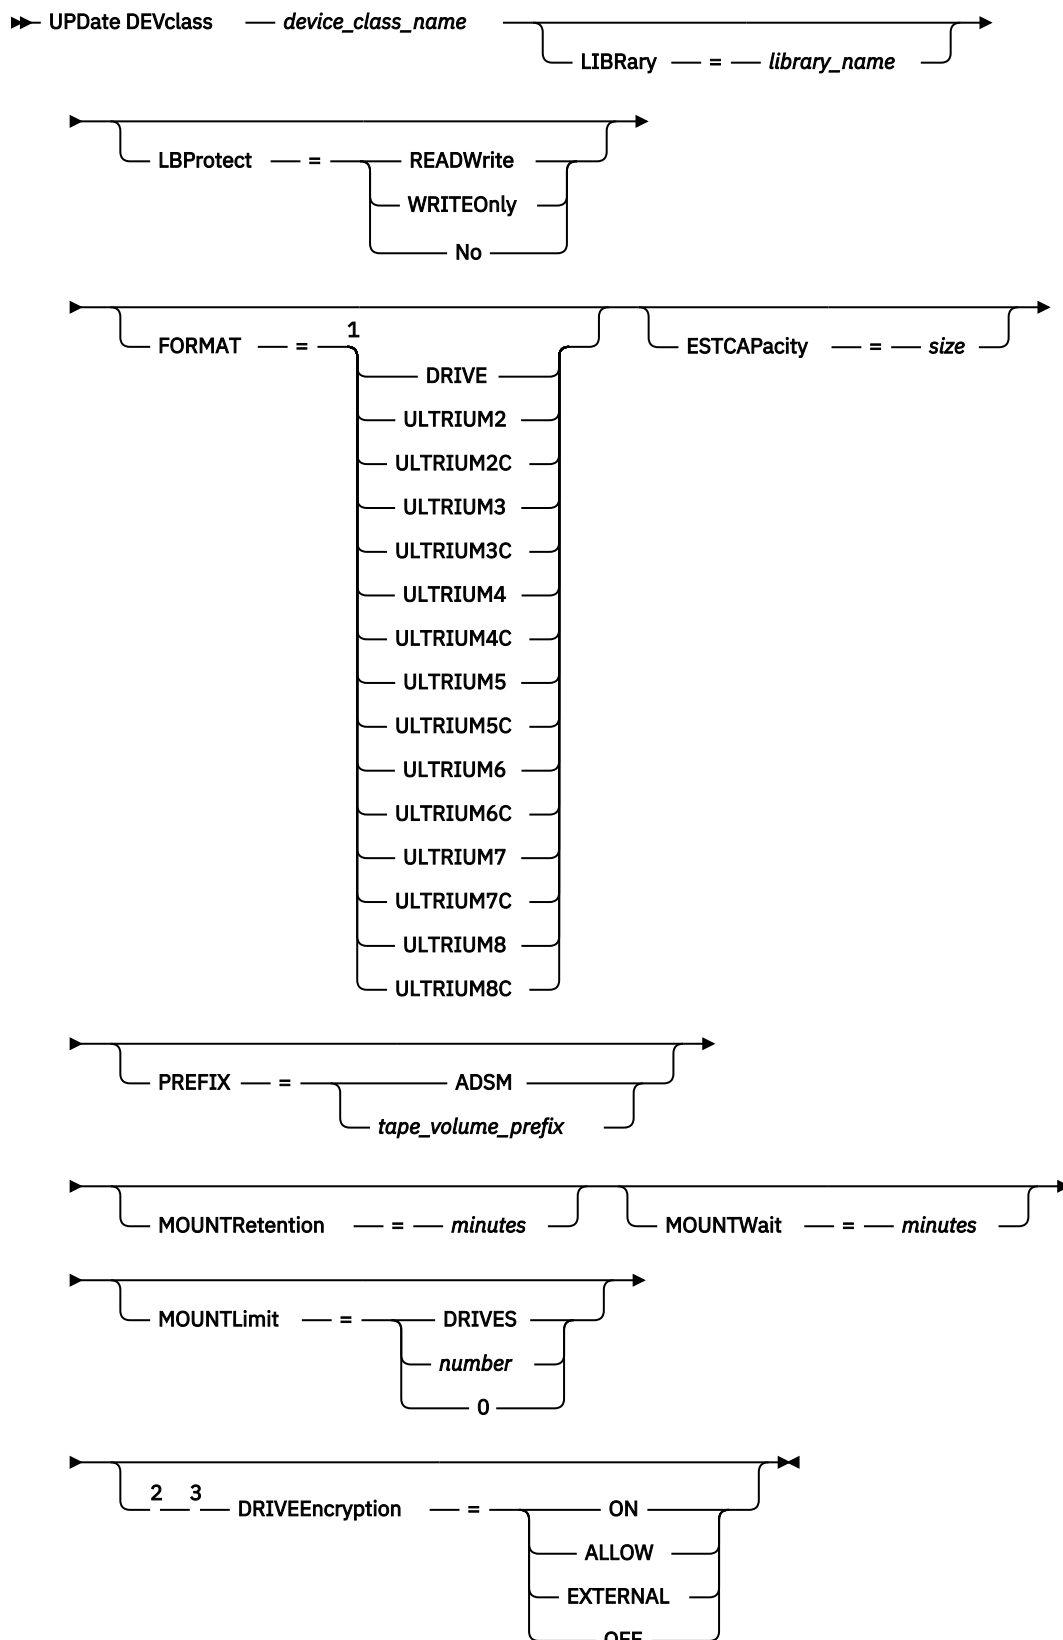 UPDate DEVclass device_class_name
LIBRary = library_name
LBProtect = READWrite
WRITEOnly
No
FORMAT = 1
ESTCAPacity = size
DRIVE
ULTRIUM2
ULTRIUM2C
ULTRIUM3
ULTRIUM3C
ULTRIUM4
ULTRIUM4C
ULTRIUM5
ULTRIUM5C
ULTRIUM6
ULTRIUM6C
ULTRIUM7
ULTRIUM7C
ULTRIUM8
ULTRIUM8C
PREFIX = ADSM
tape_volume_prefix
MOUNTRetention = minutes MOUNTWait = minutes
MOUNTLimit = DRIVES
number
0
2 3 DRIVEEncryption = ON
ALLOW
EXTERNAL
OFF